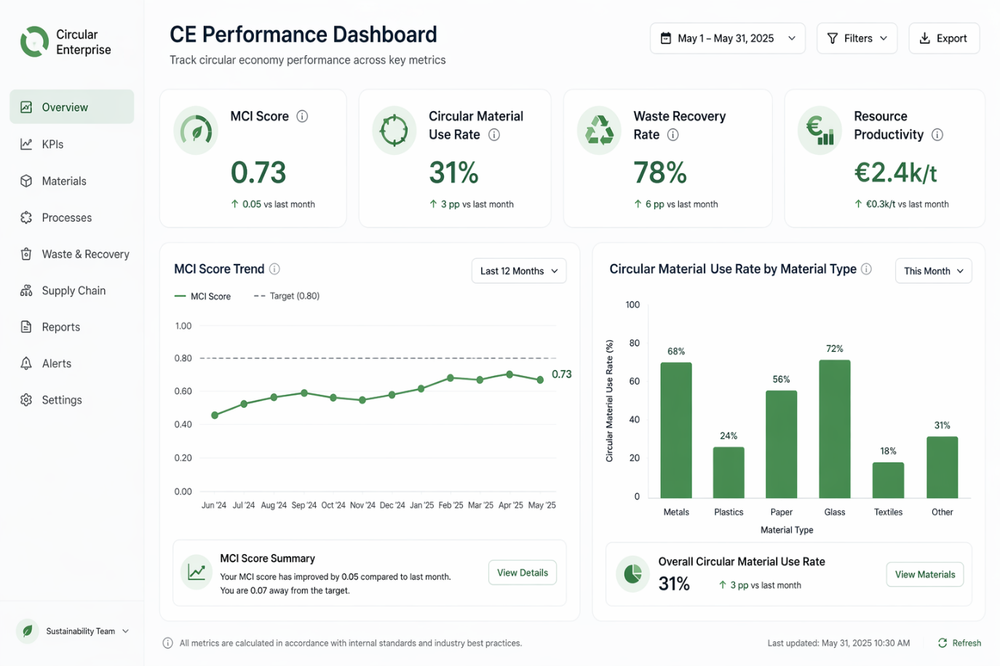 Circular
Enterprise
Overview
KPIs
Materials
Processes
Waste & Recovery
Supply Chain
Reports
Alerts
Settings
Sustainability Team
CE Performance Dashboard
Track circular economy performance across key metrics
May 1 – May 31, 2025
Filters
Export
MCI Score
0.73
↑ 0.05 vs last month
Circular Material
Use Rate
31%
↑ 3 pp vs last month
Waste Recovery
Rate
78%
↑ 6 pp vs last month
Resource
Productivity
€2.4k/t
↑ €0.3k/t vs last month
MCI Score Trend
Last 12 Months
MCI Score
Target (0.80)
1.00
0.80
0.60
0.40
0.20
0.00
0.73
Jun '24 Jul '24 Aug '24 Sep '24 Oct '24 Nov '24 Dec '24 Jan '25 Feb '25 Mar '25 Apr '25 May '25
MCI Score Summary
Your MCI score has improved by 0.05 compared to last month.
You are 0.07 away from the target.
View Details
Circular Material Use Rate by Material Type
This Month
Circular Material Use Rate (%)
100
80
60
40
20
0
68%
24%
56%
72%
18%
31%
Metals Plastics Paper Glass Textiles Other
Material Type
Overall Circular Material Use Rate
31%
↑ 3 pp vs last month
View Materials
All metrics are calculated in accordance with internal standards and industry best practices.
Last updated: May 31, 2025 10:30 AM
Refresh